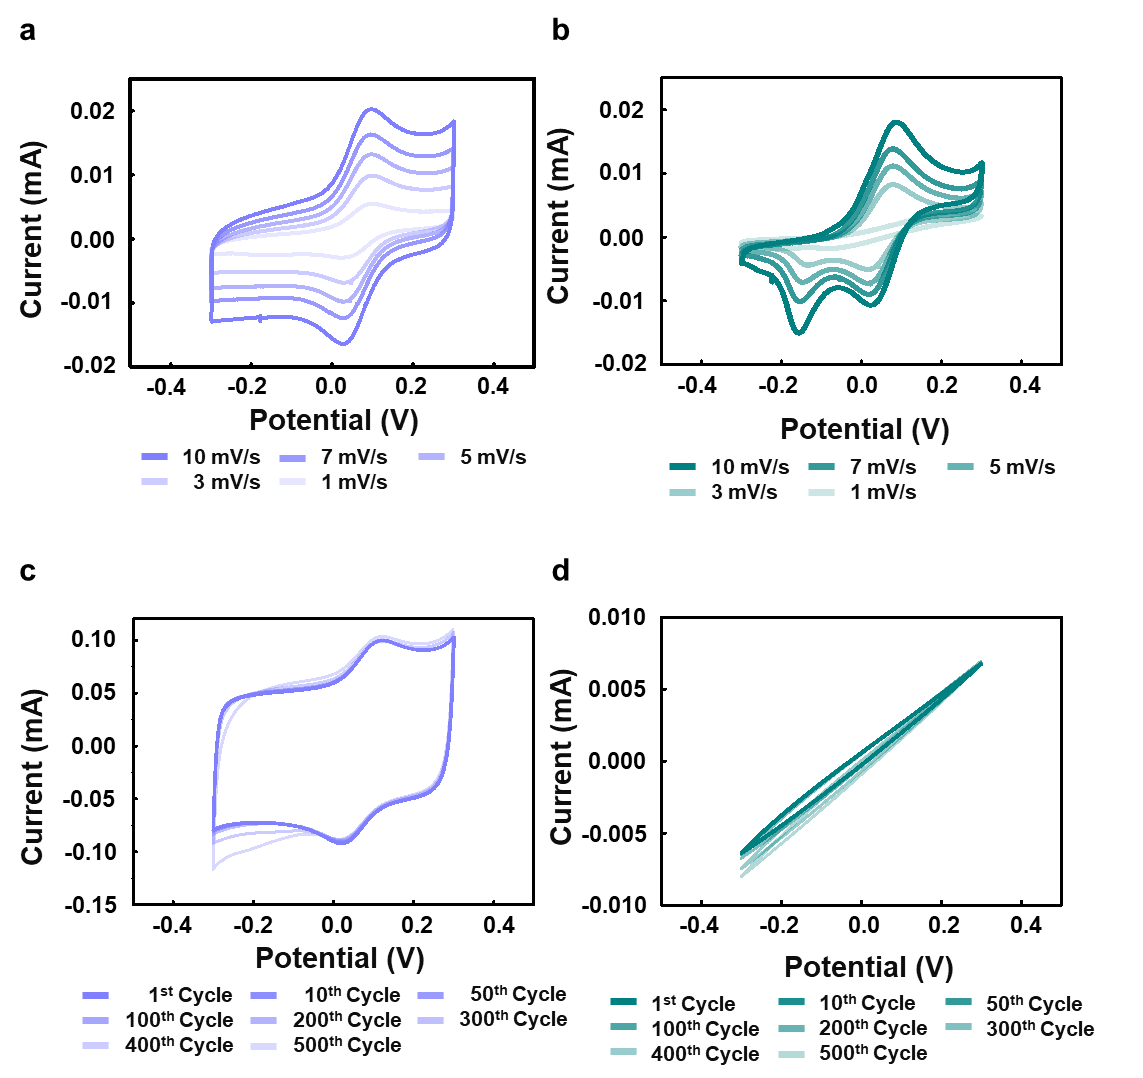 a
b
0.02
0.01
0.00
-0.01
-0.02
Current (mA)
-0.4
-0.2
0.0
0.2
0.4
Potential (V)
10 mV/s
7 mV/s
5 mV/s
3 mV/s
1 mV/s
0.02
0.01
0.00
-0.01
-0.02
Current (mA)
-0.4
-0.2
0.0
0.2
0.4
Potential (V)
10 mV/s
7 mV/s
5 mV/s
3 mV/s
1 mV/s
c
d
0.10
0.05
0.00
-0.05
-0.10
-0.15
Current (mA)
-0.4
-0.2
0.0
0.2
0.4
Potential (V)
1st Cycle
10th Cycle
50th Cycle
100th Cycle
200th Cycle
300th Cycle
400th Cycle
500th Cycle
0.010
0.005
0.000
-0.005
-0.010
Current (mA)
-0.4
-0.2
0.0
0.2
0.4
Potential (V)
1st Cycle
10th Cycle
50th Cycle
100th Cycle
200th Cycle
300th Cycle
400th Cycle
500th Cycle